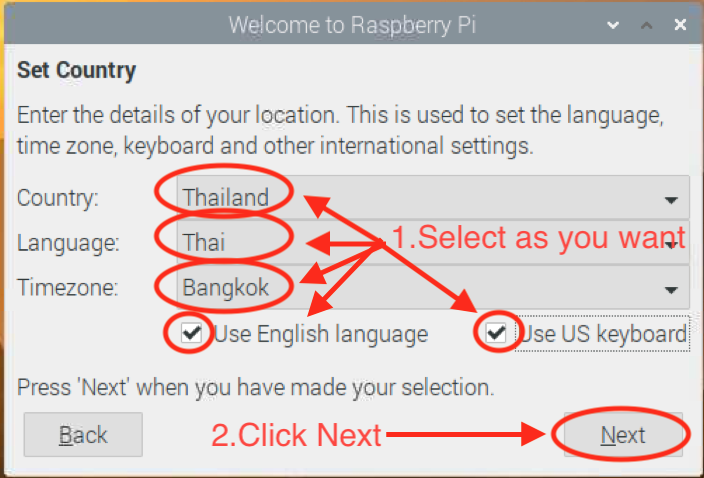 Welcome to Raspberry Pi
Set Country
Enter the details of your location. This is used to set the language,
time zone, keyboard and other international settings.
Country: Thailand
Language: Thai 1.Select as you want
Timezone: Bangkok
Use English language Use US keyboard
Press 'Next' when you have made your selection.
Back 2.Click Next Next